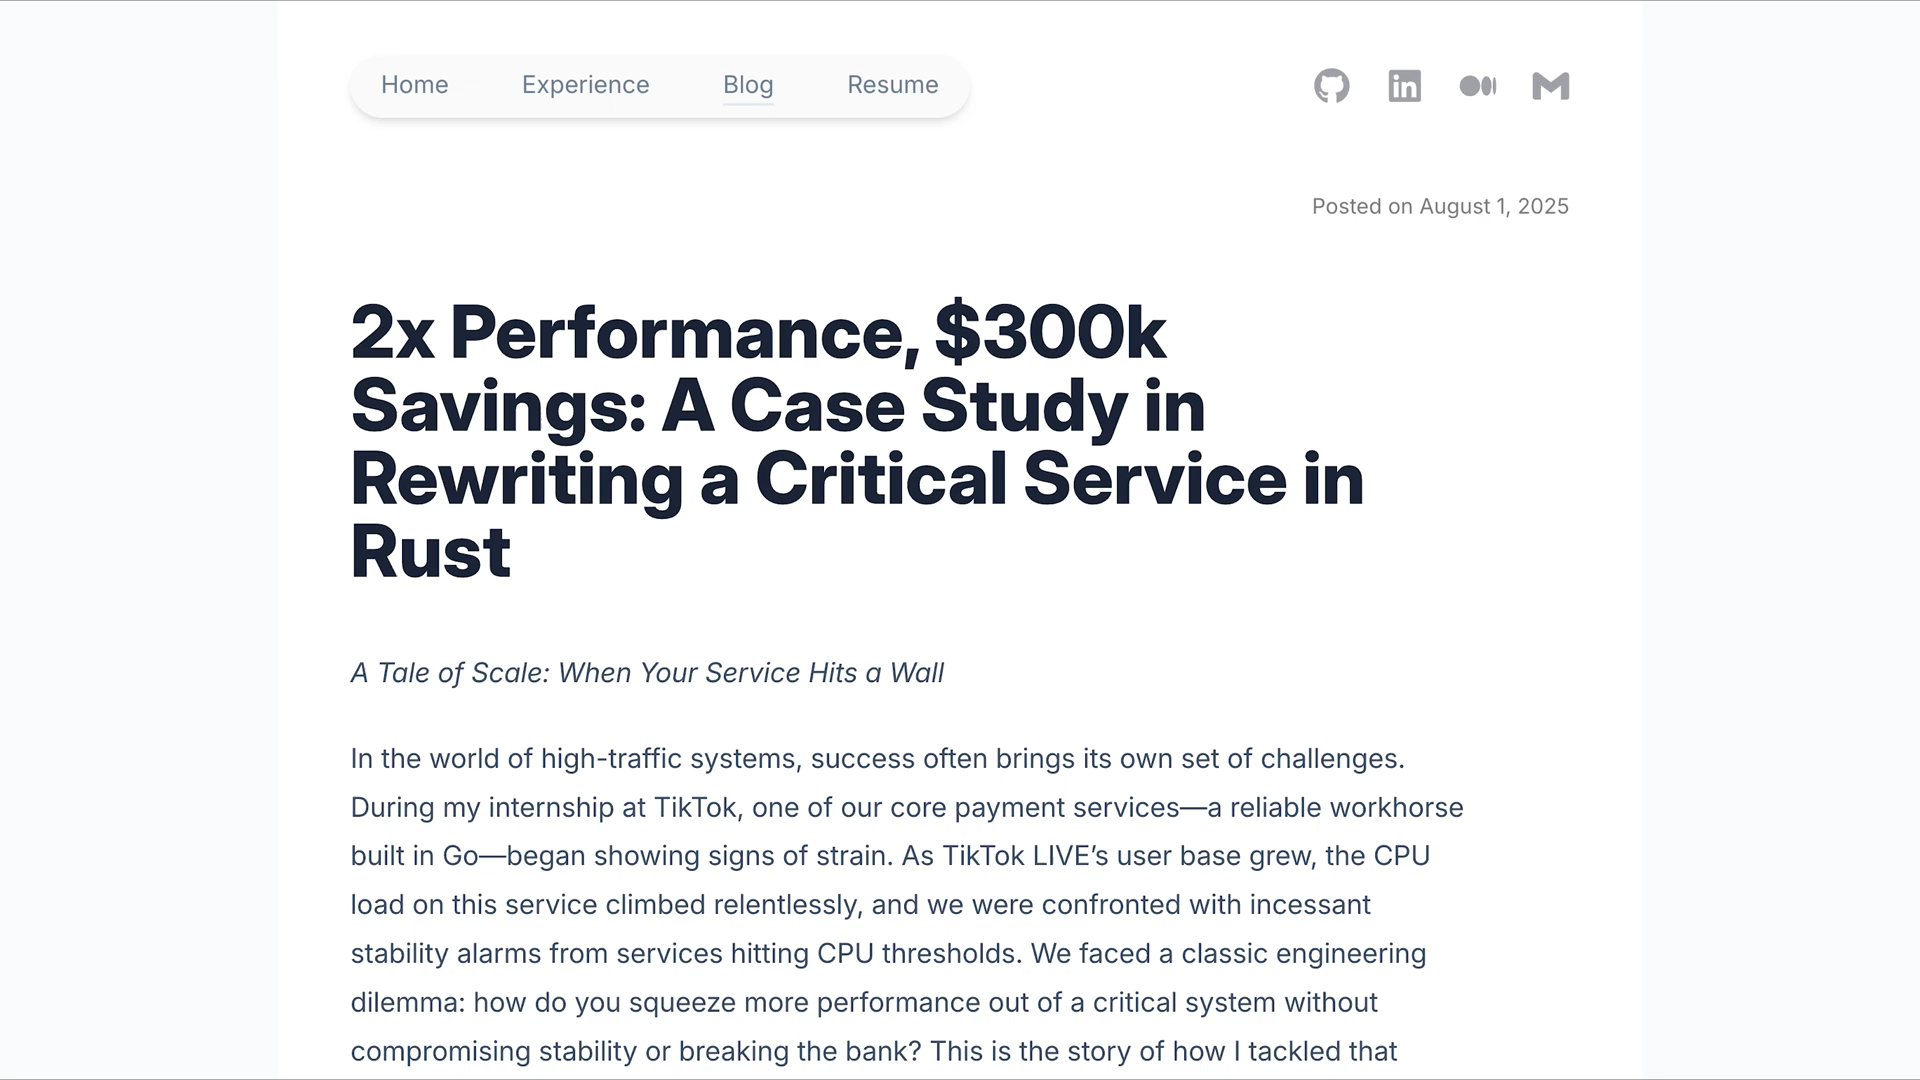 Home Experience Blog Resume
Posted on August 1, 2025
2x Performance, $300k
Savings: A Case Study in
Rewriting a Critical Service in
Rust
A Tale of Scale: When Your Service Hits a Wall
In the world of high-traffic systems, success often brings its own set of challenges.
During my internship at TikTok, one of our core payment services—a reliable workhorse
built in Go—began showing signs of strain. As TikTok LIVE’s user base grew, the CPU
load on this service climbed relentlessly, and we were confronted with incessant
stability alarms from services hitting CPU thresholds. We faced a classic engineering
dilemma: how do you squeeze more performance out of a critical system without
compromising stability or breaking the bank? This is the story of how I tackled that